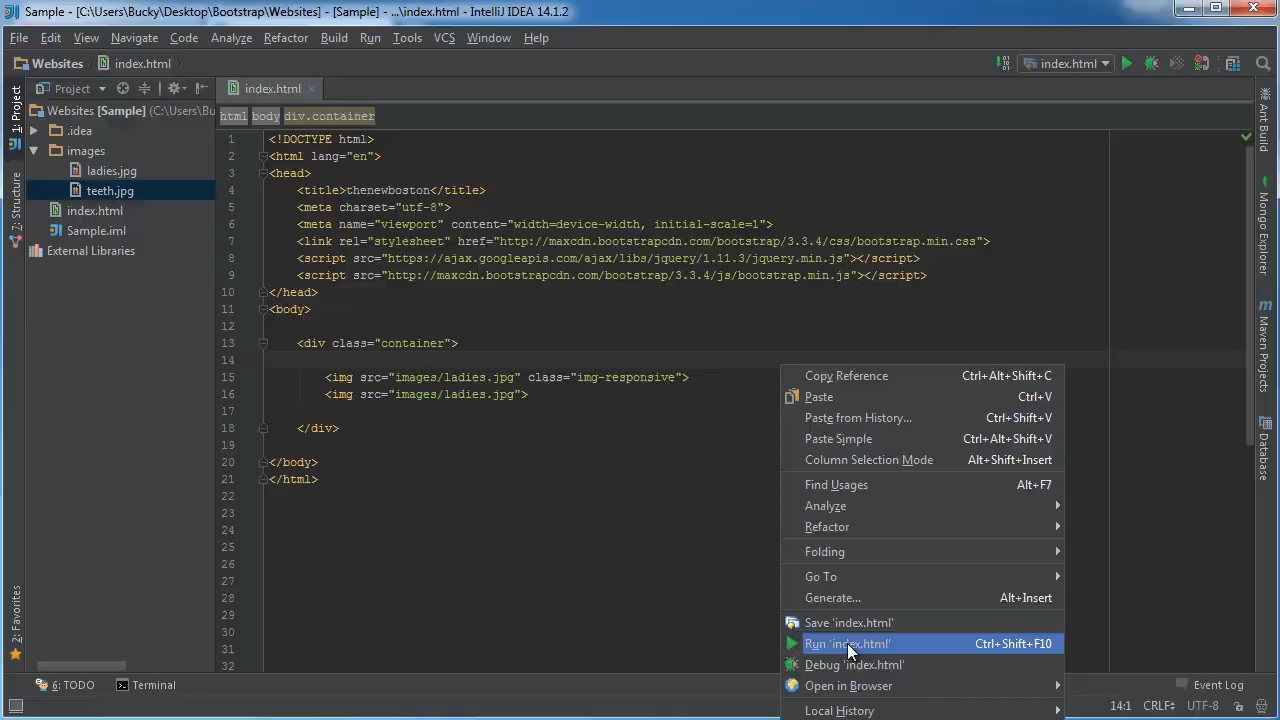 Sample - [C:\Users\Bucky\Desktop\Bootstrap\Websites] - [Sample] - ...\index.html - IntelliJ IDEA 14.1.2
File Edit View Navigate Code Analyze Refactor Build Run Tools VCS Window Help
Websites index.html index.html
Project index.html
html body div.container
1: Project
7: Structure
2: Favorites
Websites [Sample] (C:\Users\Bu
.idea
images
ladies.jpg
teeth.jpg
index.html
Sample.iml
External Libraries
1 <!DOCTYPE html>
2 <html lang="en">
3 <head>
4 <title>thenewboston</title>
5 <meta charset="utf-8">
6 <meta name="viewport" content="width=device-width, initial-scale=1">
7 <link rel="stylesheet" href="http://maxcdn.bootstrapcdn.com/bootstrap/3.3.4/css/bootstrap.min.css">
8 <script src="https://ajax.googleapis.com/ajax/libs/jquery/1.11.3/jquery.min.js"></script>
9 <script src="http://maxcdn.bootstrapcdn.com/bootstrap/3.3.4/js/bootstrap.min.js"></script>
10 </head>
11 <body>
12
13 <div class="container">
14
15 <img src="images/ladies.jpg" class="img-responsive">
16 <img src="images/ladies.jpg">
17
18 </div>
19
20 </body>
21 </html>
22
23
24
25
26
27
28
29
30
31
32
Copy Reference Ctrl+Alt+Shift+C
Paste Ctrl+V
Paste from History... Ctrl+Shift+V
Paste Simple Ctrl+Alt+Shift+V
Column Selection Mode Alt+Shift+Insert
Find Usages Alt+F7
Analyze
Refactor
Folding
Go To
Generate... Alt+Insert
Save 'index.html'
Run 'index.html' Ctrl+Shift+F10
Debug 'index.html'
Open in Browser
Local History
Ant Build
Mongo Explorer
m Maven Projects
Database
6: TODO Terminal Event Log
14:1 CRLF UTF-8